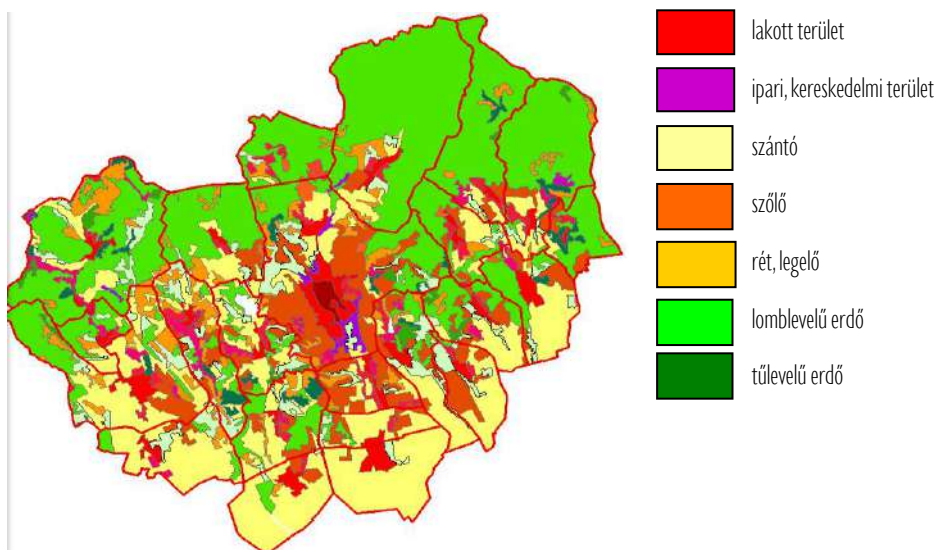 lakott terület
ipari, kereskedelmi terület
szántó
szőlő
rét, legelő
lomblevelű erdő
tűlevelű erdő